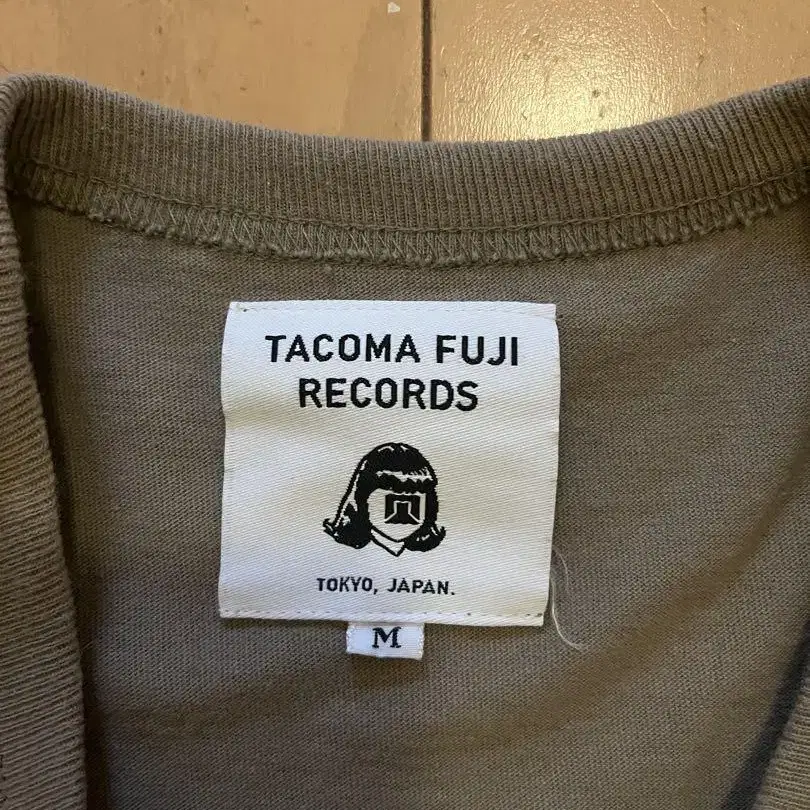 TACOMA FUJI
RECORDS
TOKYO, JAPAN.
M